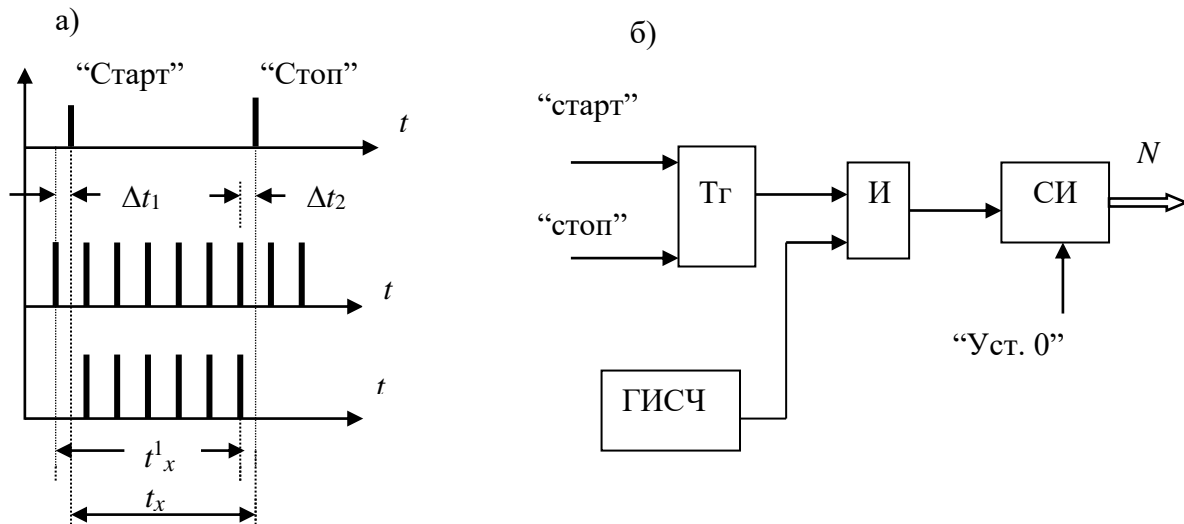 а)
“Старт” “Стоп”
t
Δt₁ Δt₂
t
t
t¹ₓ
tₓ
б)
“старт”
“стоп”
Тг
И
СИ
N
“Уст. 0”
ГИСЧ